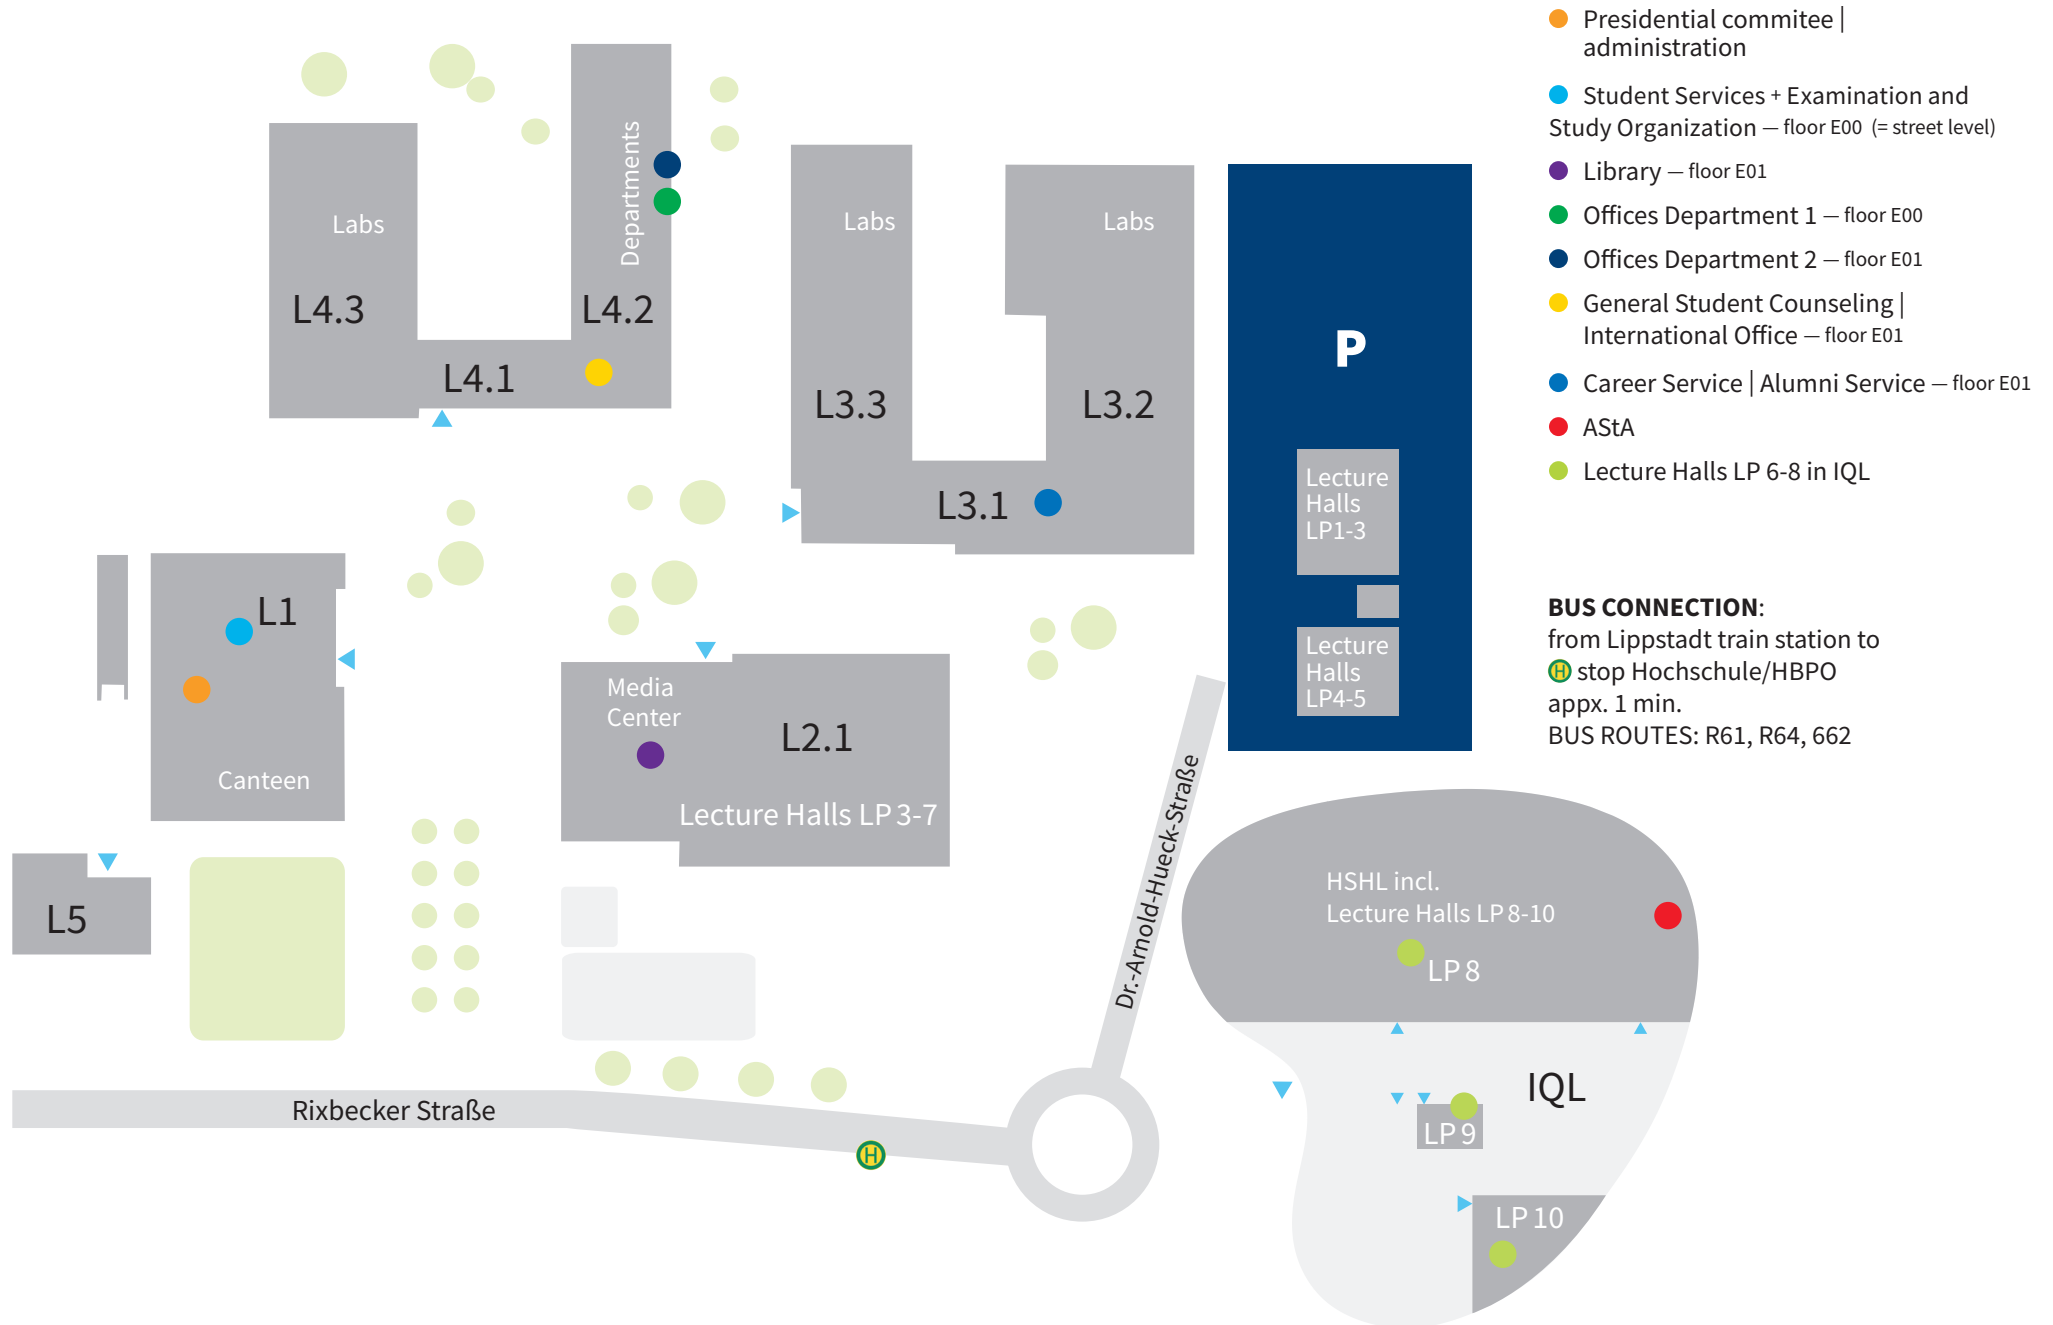 Presidential commitee |
administration
Student Services + Examination and
Study Organization — floor E00 (= street level)
Library — floor E01
Offices Department 1 — floor E00
Offices Department 2 — floor E01
General Student Counseling |
International Office — floor E01
Career Service | Alumni Service — floor E01
AStA
Lecture Halls LP 6-8 in IQL
BUS CONNECTION:
from Lippstadt train station to
H stop Hochschule/HBPO
appx. 1 min.
BUS ROUTES: R61, R64, 662
Labs
L4.3
Departments
L4.2
L4.1
Labs
L3.3
Labs
L3.2
L3.1
P
Lecture
Halls
LP1-3
Lecture
Halls
LP4-5
L1
Canteen
Media
Center
L2.1
Lecture Halls LP 3-7
L5
Dr.-Arnold-Hueck-Straße
HSHL incl.
Lecture Halls LP 8-10
LP 8
IQL
LP 9
LP 10
Rixbecker Straße
H